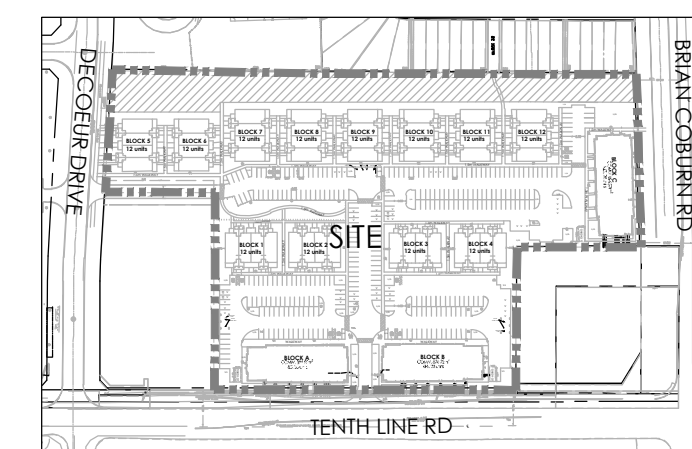 DECOEUR DRIVE
BRIAN COBURN RD
BLOCK 5
12 units
BLOCK 6
12 units
BLOCK 7
12 units
BLOCK 8
12 units
BLOCK 9
12 units
BLOCK 10
12 units
BLOCK 11
12 units
BLOCK 12
12 units
BLOCK C
BLOCK 1
12 units
BLOCK 2
12 units
SITE
BLOCK 3
12 units
BLOCK 4
12 units
BLOCK A
BLOCK B
TENTH LINE RD